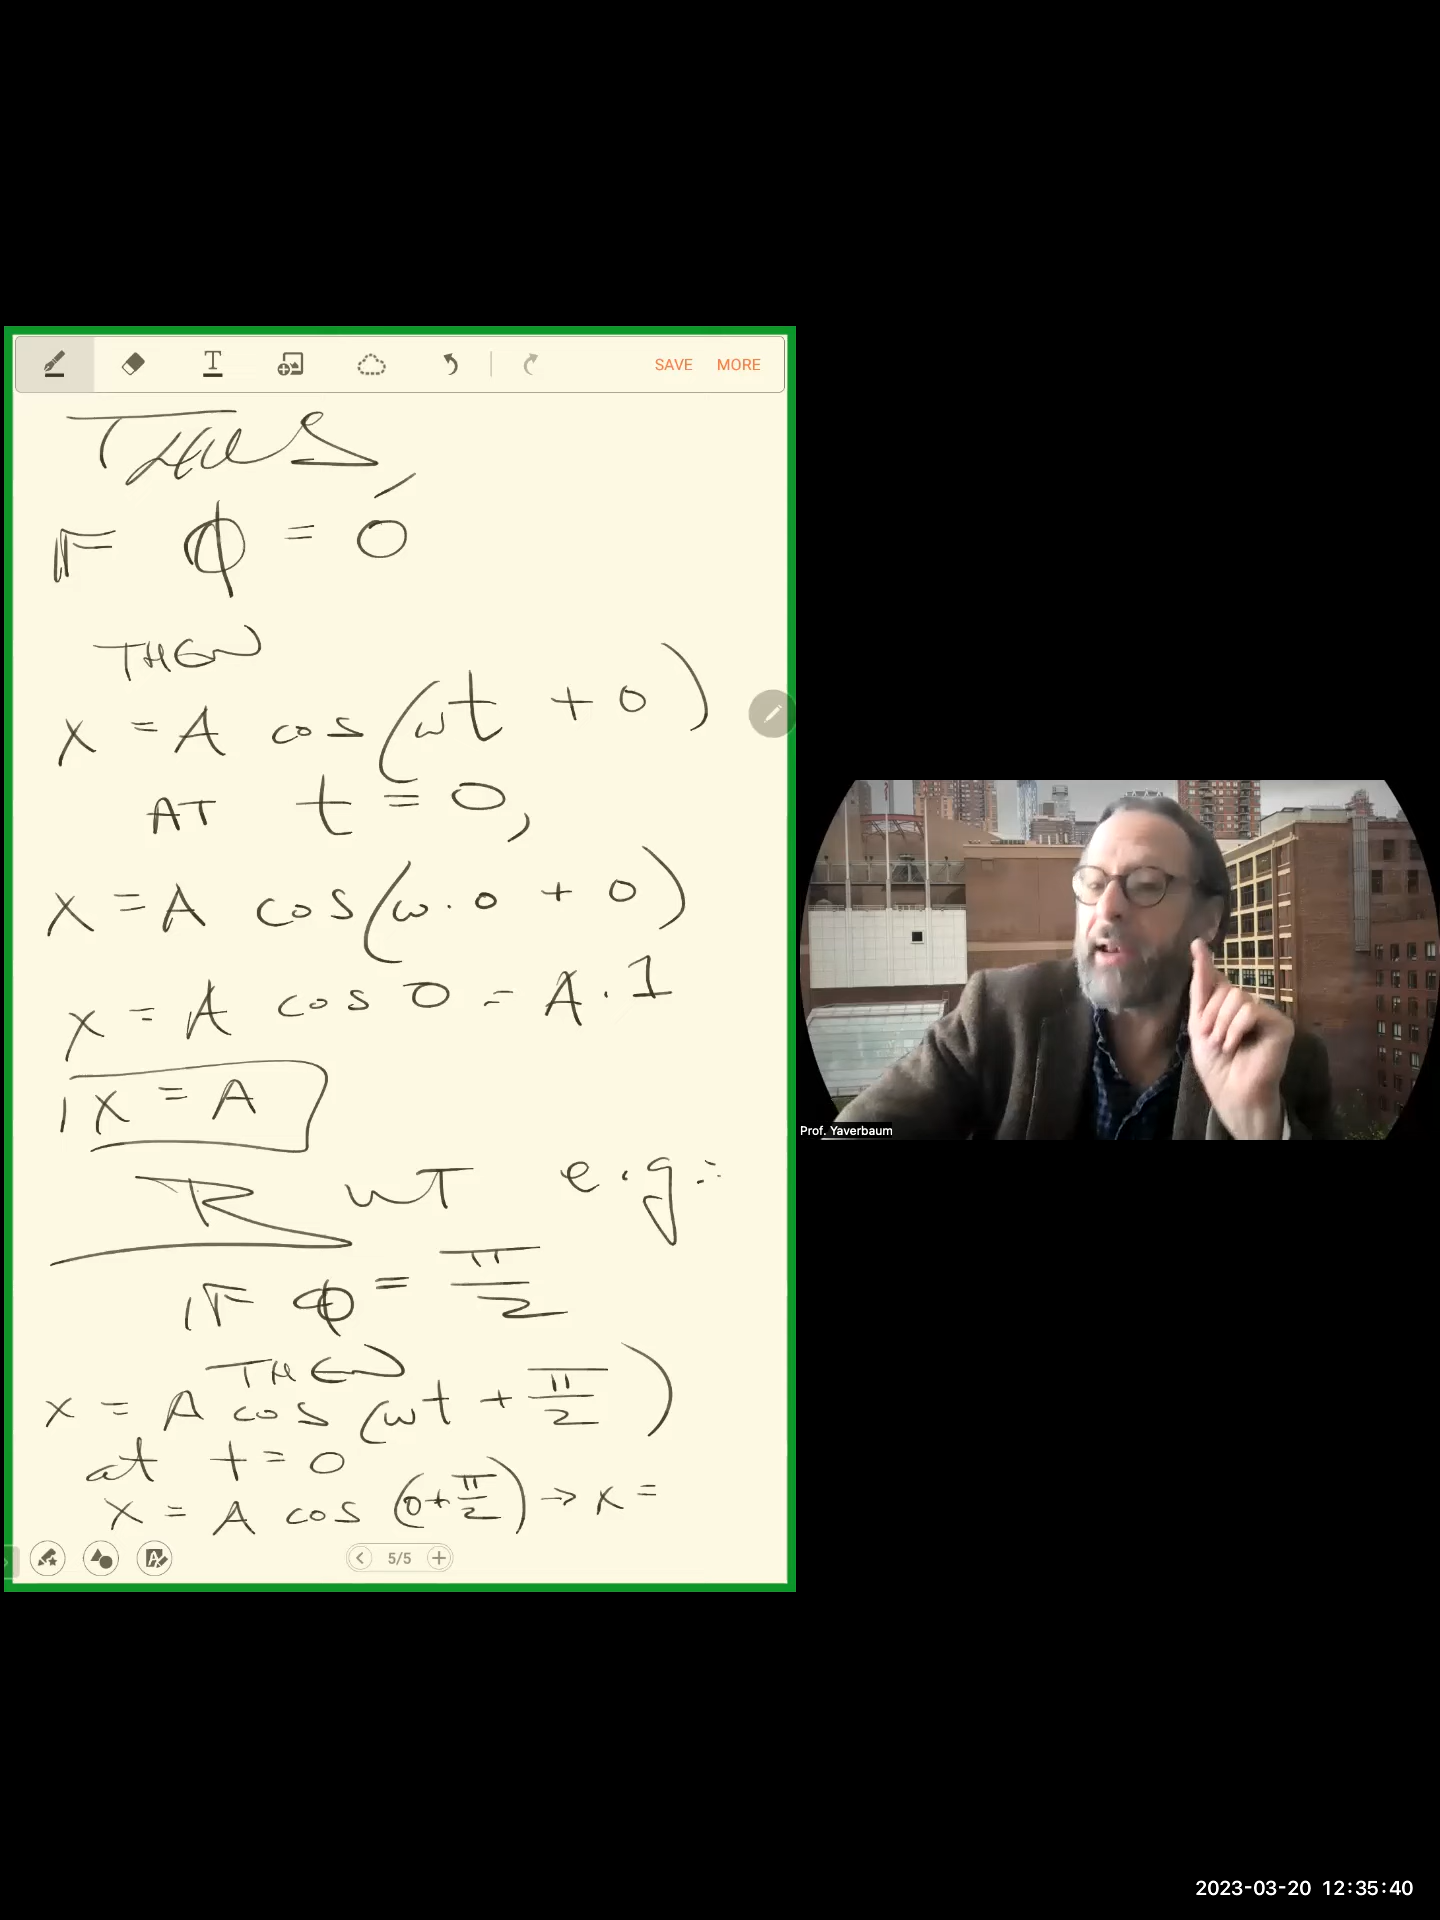 SAVE MORE
THUS,
IF ϕ = 0
THEN
x = A cos(ωt + 0)
AT t = 0,
x = A cos(ω·0 + 0)
x = A cos 0 = A·1
x = A
e.g.:
IF ϕ = π/2
THEN
x = A cos(ωt + π/2)
at t = 0
x = A cos (0+π/2) → x =
5/5
Prof. Yaverbaum
2023-03-20 12:35:40